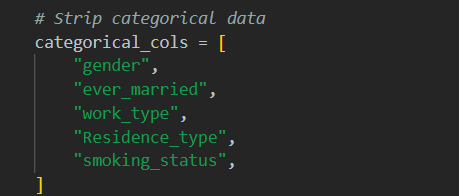 # Strip categorical data
categorical_cols = [
"gender",
"ever_married",
"work_type",
"Residence_type",
"smoking_status",
]